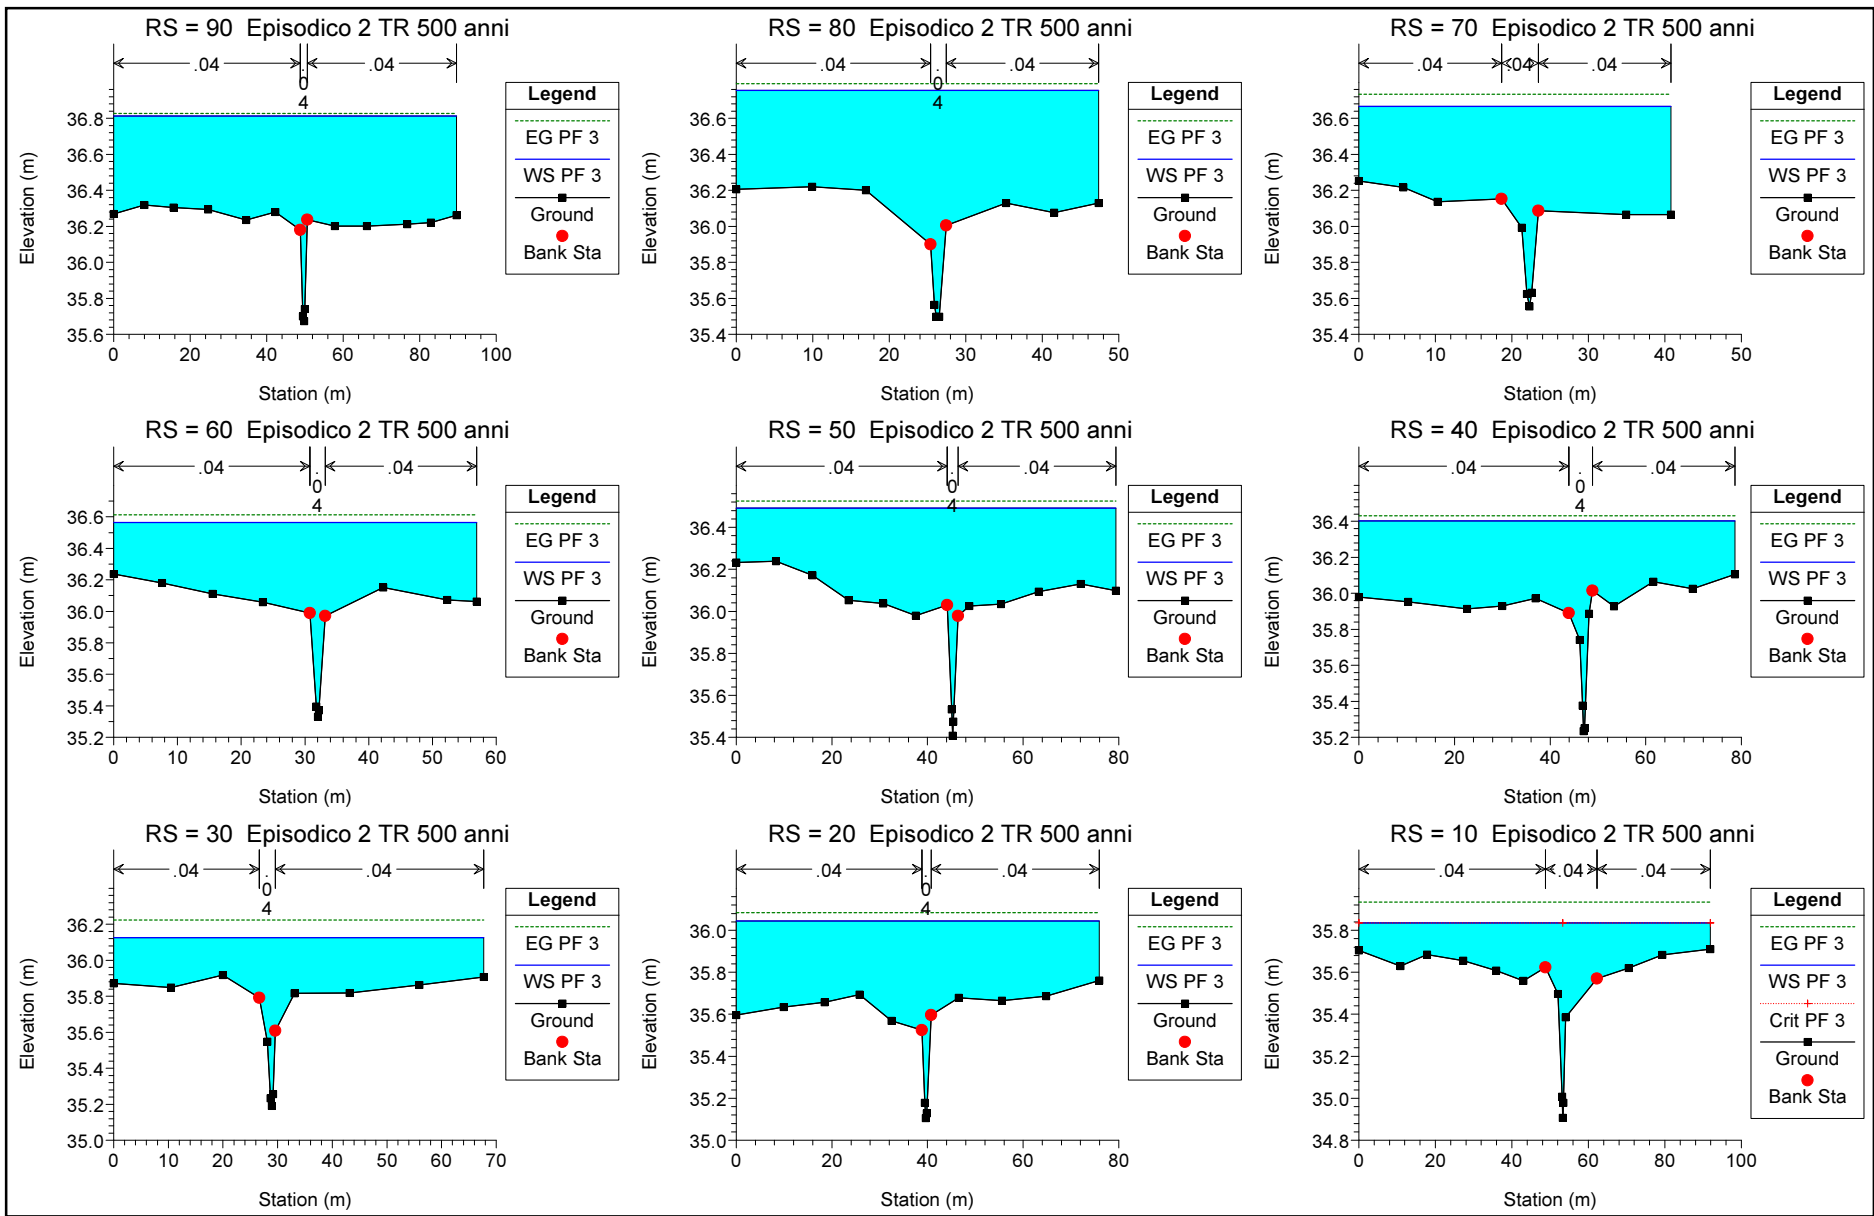 RS = 90 Episodico 2 TR 500 anni
.04
.04
.04
Legend
EG PF 3
WS PF 3
Ground
Bank Sta
Elevation (m)
36.8
36.6
36.4
36.2
36.0
35.8
35.6
0 20 40 60 80 100
Station (m)
RS = 80 Episodico 2 TR 500 anni
.04
.04
.04
Legend
EG PF 3
WS PF 3
Ground
Bank Sta
Elevation (m)
36.6
36.4
36.2
36.0
35.8
35.6
35.4
0 10 20 30 40 50
Station (m)
RS = 70 Episodico 2 TR 500 anni
.04
.04
.04
Legend
EG PF 3
WS PF 3
Ground
Bank Sta
Elevation (m)
36.6
36.4
36.2
36.0
35.8
35.6
35.4
0 10 20 30 40 50
Station (m)
RS = 60 Episodico 2 TR 500 anni
.04
.04
.04
Legend
EG PF 3
WS PF 3
Ground
Bank Sta
Elevation (m)
36.6
36.4
36.2
36.0
35.8
35.6
35.4
35.2
0 10 20 30 40 50 60
Station (m)
RS = 50 Episodico 2 TR 500 anni
.04
.04
.04
Legend
EG PF 3
WS PF 3
Ground
Bank Sta
Elevation (m)
36.4
36.2
36.0
35.8
35.6
35.4
0 20 40 60 80
Station (m)
RS = 40 Episodico 2 TR 500 anni
.04
.04
.04
Legend
EG PF 3
WS PF 3
Ground
Bank Sta
Elevation (m)
36.4
36.2
36.0
35.8
35.6
35.4
35.2
0 20 40 60 80
Station (m)
RS = 30 Episodico 2 TR 500 anni
.04
.04
.04
Legend
EG PF 3
WS PF 3
Ground
Bank Sta
Elevation (m)
36.2
36.0
35.8
35.6
35.4
35.2
35.0
0 10 20 30 40 50 60 70
Station (m)
RS = 20 Episodico 2 TR 500 anni
.04
.04
.04
Legend
EG PF 3
WS PF 3
Ground
Bank Sta
Elevation (m)
36.0
35.8
35.6
35.4
35.2
35.0
0 20 40 60 80
Station (m)
RS = 10 Episodico 2 TR 500 anni
.04
.04
.04
Legend
EG PF 3
WS PF 3
Crit PF 3
Ground
Bank Sta
Elevation (m)
35.8
35.6
35.4
35.2
35.0
34.8
0 20 40 60 80 100
Station (m)